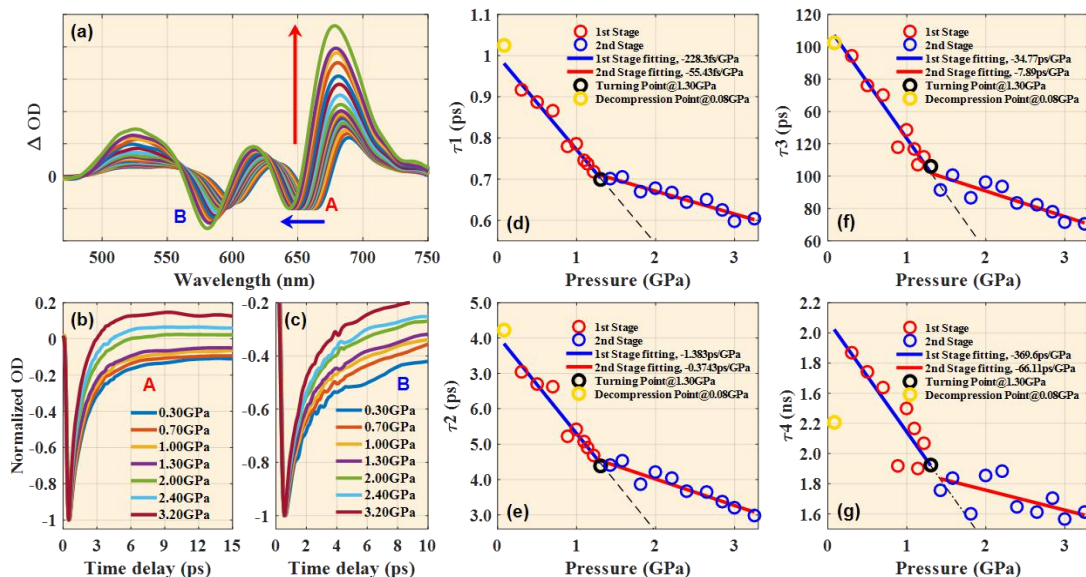 (a)
Δ OD
0
B
A
500
550
600
650
700
750
Wavelength (nm)
(b)
Normalized OD
0.2
0
-0.2
-0.4
-0.6
-0.8
-1
A
0.30GPa
0.70GPa
1.00GPa
1.30GPa
2.00GPa
2.40GPa
3.20GPa
0
3
6
9
12
15
Time delay (ps)
(c)
-0.2
-0.4
-0.6
-0.8
-1
B
0.30GPa
0.70GPa
1.00GPa
1.30GPa
2.00GPa
2.40GPa
3.20GPa
0
2
4
6
8
10
Time delay (ps)
(d)
τ1 (ps)
1.1
1
0.9
0.8
0.7
0.6
0.5
1st Stage
2nd Stage
1st Stage fitting, -228.3fs/GPa
2nd Stage fitting, -55.43fs/GPa
Turning Point@1.30GPa
Decompression Point@0.08GPa
0
1
2
3
Pressure (GPa)
(e)
τ2 (ps)
5.0
4.0
3.0
5.0
4.0
3.0
1st Stage
2nd Stage
1st Stage fitting, -1.383ps/GPa
2nd Stage fitting, -0.3743ps/GPa
Turning Point@1.30GPa
Decompression Point@0.08GPa
0
1
2
3
Pressure (GPa)
(f)
τ3 (ps)
120
100
80
120
100
80
60
1st Stage
2nd Stage
1st Stage fitting, -34.77ps/GPa
2nd Stage fitting, -7.89ps/GPa
Turning Point@1.30GPa
Decompression Point@0.08GPa
0
1
2
3
Pressure (GPa)
(g)
τ4 (ns)
2.2
2.0
2.2
1.8
1.6
1st Stage
2nd Stage
1st Stage fitting, -369.6ps/GPa
2nd Stage fitting, -66.11ps/GPa
Turning Point@1.30GPa
Decompression Point@0.08GPa
0
1
2
3
Pressure (GPa)